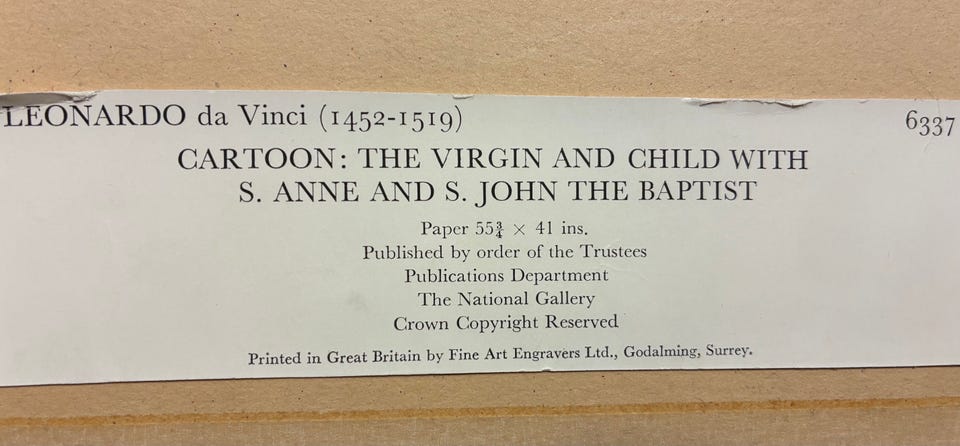 LEONARDO da Vinci (1452-1519) 6337
CARTOON: THE VIRGIN AND CHILD WITH
S. ANNE AND S. JOHN THE BAPTIST
Paper 55¾ × 41 ins.
Published by order of the Trustees
Publications Department
The National Gallery
Crown Copyright Reserved
Printed in Great Britain by Fine Art Engravers Ltd., Godalming, Surrey.